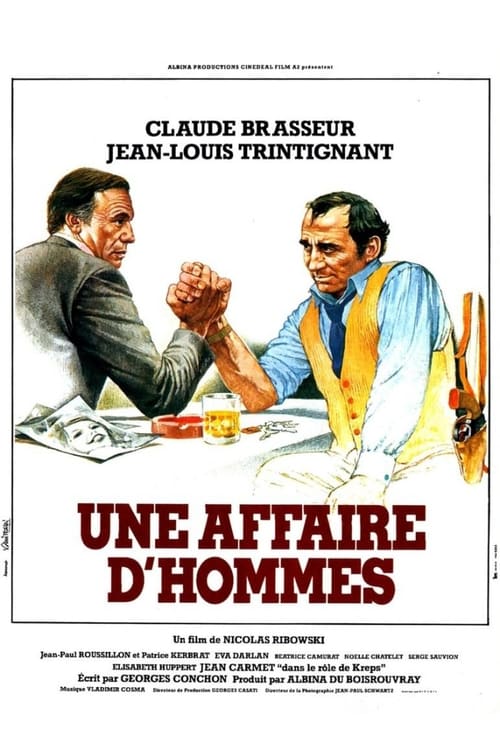 ALBINA PRODUCTIONS CINEDEAL FILM A2 présentent
CLAUDE BRASSEUR
JEAN-LOUIS TRINTIGNANT
UNE AFFAIRE
D'HOMMES
Un film de NICOLAS RIBOWSKI
Jean-Paul ROUSSILLON et Patrice KERBRAT EVA DARLAN BEATRICE CAMURAT NOELLE CHATELEY SERGE SAUVION
ELISABETH HUPPERT JEAN CARMET "dans le rôle de Kreps"
Écrit par GEORGES CONCHON Produit par ALBINA DU BOISROUVRAY
Musique VLADIMIR COSMA Directeur de Production GEORGES CASATI Directeur de la Photographie JEAN-PAUL SCHWARTZ